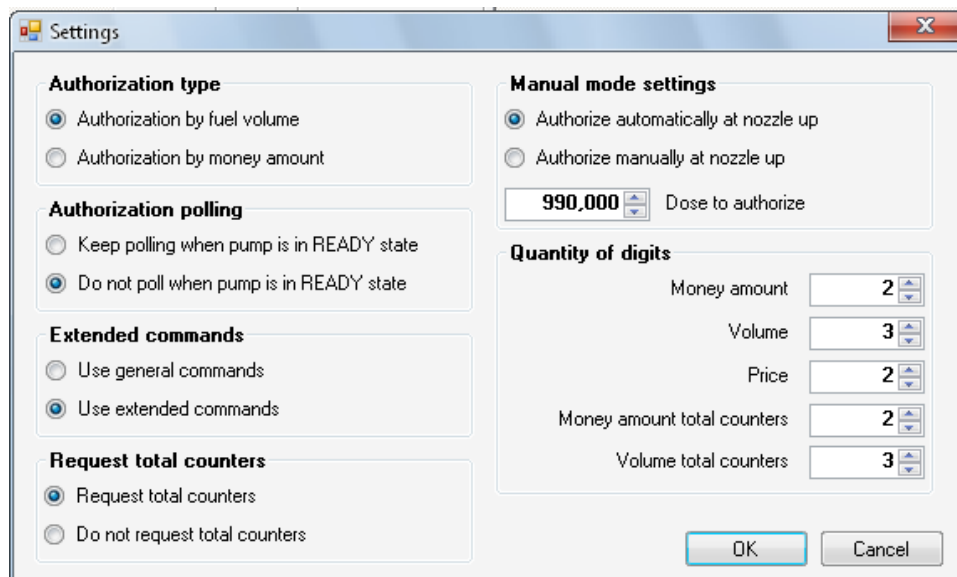 Settings
Authorization type
Authorization by fuel volume
Authorization by money amount
Authorization polling
Keep polling when pump is in READY state
Do not poll when pump is in READY state
Extended commands
Use general commands
Use extended commands
Request total counters
Request total counters
Do not request total counters
Manual mode settings
Authorize automatically at nozzle up
Authorize manually at nozzle up
990,000 Dose to authorize
Quantity of digits
Money amount 2
Volume 3
Price 2
Money amount total counters 2
Volume total counters 3
OK Cancel